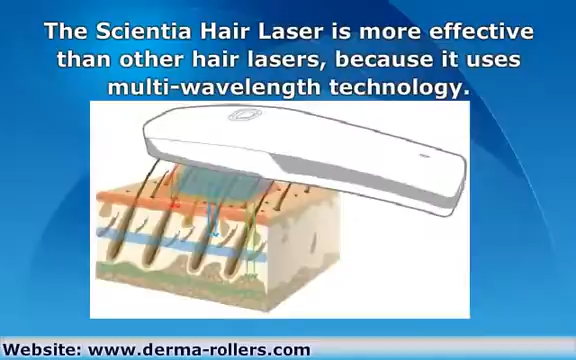 The Scientia Hair Laser is more effective
than other hair lasers, because it uses
multi-wavelength technology.
Website: www.derma-rollers.com